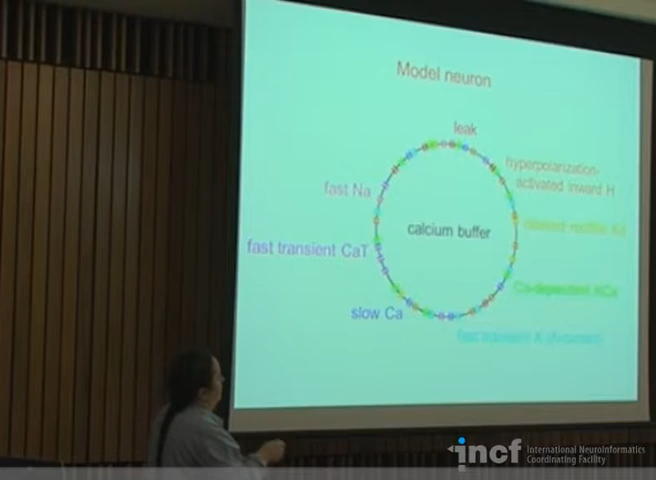 Model neuron
leak
hyperpolarization-
activated inward H
fast Na
delayed rectifier Kd
calcium buffer
fast transient CaT
Ca-dependent KCa
slow Ca
fast transient K (A-current)
incf International Neuroinformatics
Coordinating Facility